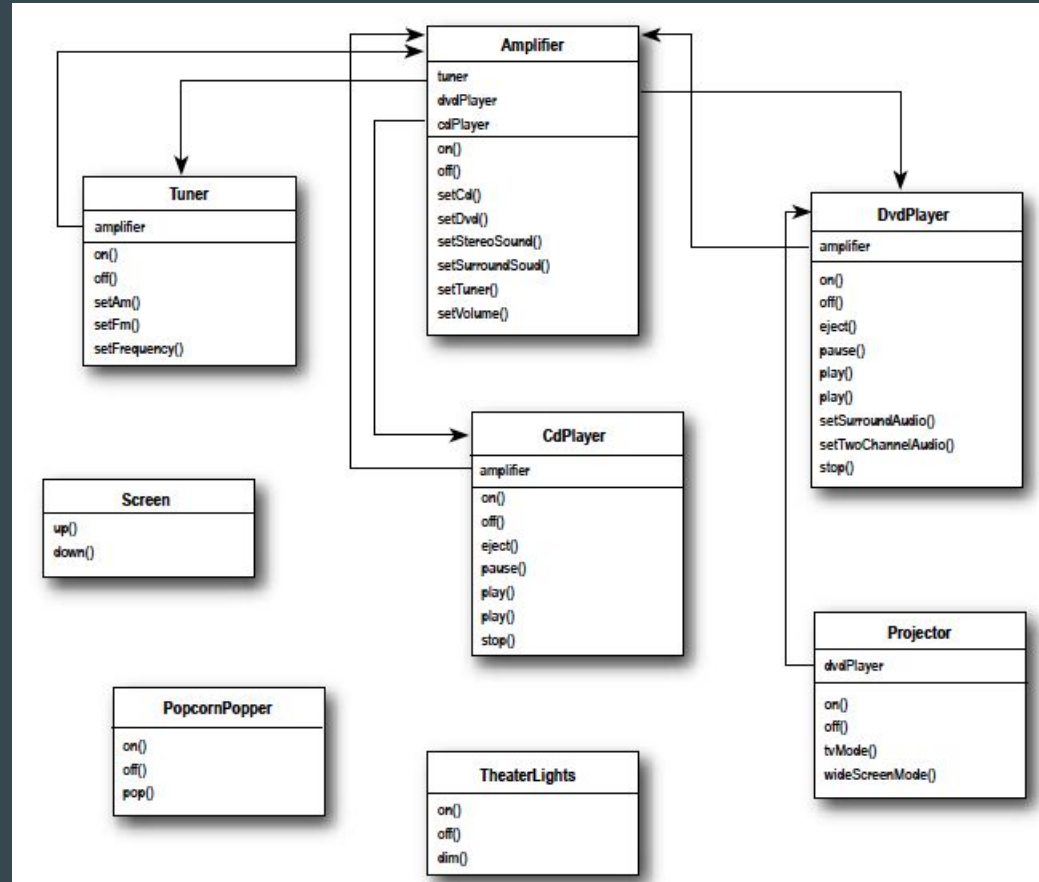 Amplifier
tuner
dvdPlayer
cdPlayer
on()
off()
setCd()
setDvd()
setStereoSound()
setSurroundSoud()
setTuner()
setVolume()
Tuner
amplifier
on()
off()
setAm()
setFm()
setFrequency()
DvdPlayer
amplifier
on()
off()
eject()
pause()
play()
play()
setSurroundAudio()
setTwoChannelAudio()
stop()
CdPlayer
amplifier
on()
off()
eject()
pause()
play()
play()
stop()
Screen
up()
down()
Projector
dvdPlayer
on()
off()
tvMode()
wideScreenMode()
PopcornPopper
on()
off()
pop()
TheaterLights
on()
off()
dim()